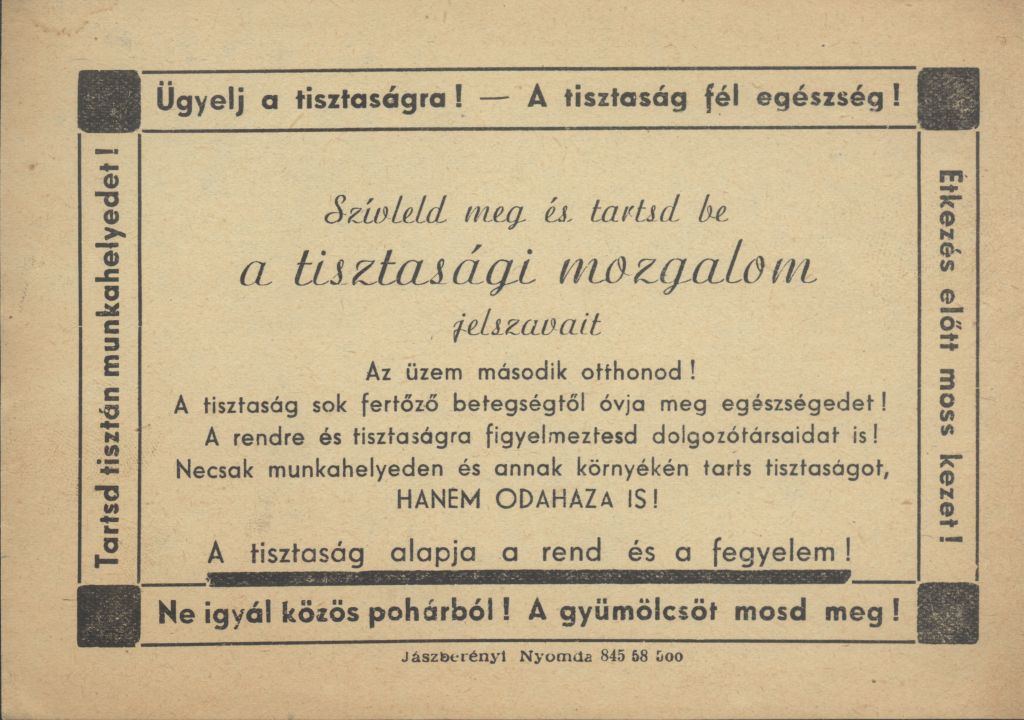 Ügyelj a tisztaságra! — A tisztaság fél egészség!
Tartsd tisztán munkahelyedet!
Szívleld meg és tartsd be
a tisztasági mozgalom
jelszavait
Az üzem második otthonod!
A tisztaság sok fertőző betegségtől óvja meg egészségedet!
A rendre és tisztaságra figyelmeztesd dolgozótársaidat is!
Necsak munkahelyeden és annak környékén tarts tisztaságot,
HANEM ODAHAZA IS!
A tisztaság alapja a rend és a fegyelem!
Étkezés előtt moss kezet!
Ne igyál közös pohárból! A gyümölcsöt mosd meg!
Jászberényi Nyomda 845 58 500